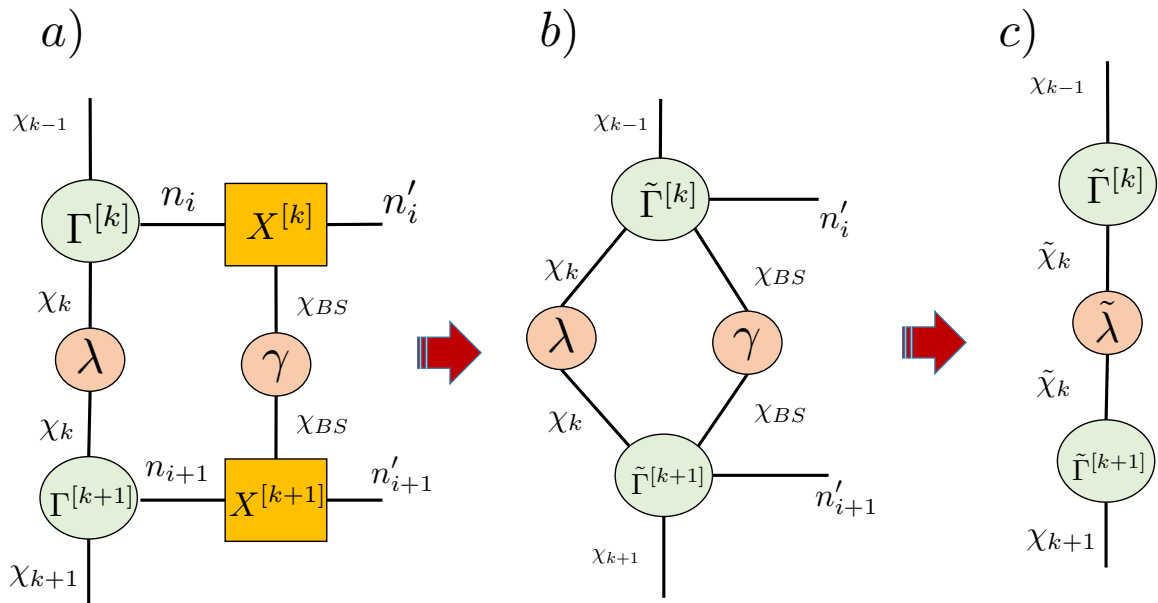 a)
χ_{k−1}
Γ^{[k]}
n_i
X^{[k]}
n'_i
χ_k
χ_{BS}
λ
γ
χ_k
χ_{BS}
Γ^{[k+1]}
n_{i+1}
X^{[k+1]}
n'_{i+1}
χ_{k+1}
b)
χ_{k−1}
Γ̃^{[k]}
n'_i
χ_k
χ_{BS}
λ
γ
χ_k
χ_{BS}
Γ̃^{[k+1]}
n'_{i+1}
χ_{k+1}
c)
χ_{k−1}
Γ̃^{[k]}
χ̃_k
λ̃
χ̃_k
Γ̃^{[k+1]}
χ_{k+1}